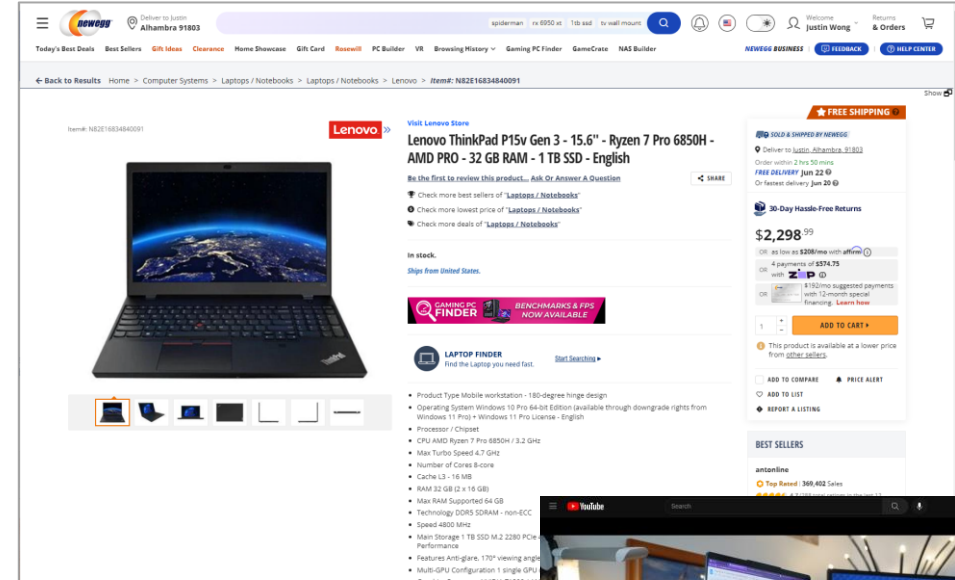 newegg
Deliver to Justin
Alhambra 91803
spiderman rx 6950 xt 1tb ssd tv wall mount
Welcome
Justin Wong
Returns
& Orders
Today's Best Deals Best Sellers Gift Ideas Clearance Home Showcase Gift Card Rosewill PC Builder VR Browsing History Gaming PC Finder GameCrate NAS Builder
NEWEGG BUSINESS FEEDBACK HELP CENTER
Back to Results Home > Computer Systems > Laptops / Notebooks > Laptops / Notebooks > Lenovo > Item#: N82E16834840091
Show
Item#: N82E16834840091
Lenovo
Visit Lenovo Store
Lenovo ThinkPad P15v Gen 3 - 15.6" - Ryzen 7 Pro 6850H -
AMD PRO - 32 GB RAM - 1 TB SSD - English
Be the first to review this product... Ask Or Answer A Question
SHARE
Check more best sellers of "Laptops / Notebooks"
Check more lowest price of "Laptops / Notebooks"
Check more deals of "Laptops / Notebooks"
In stock.
Ships from United States.
GAMING PC FINDER BENCHMARKS & FPS NOW AVAILABLE
LAPTOP FINDER
Find the Laptop you need fast.
Start Searching
• Product Type Mobile workstation - 180-degree hinge design
• Operating System Windows 10 Pro 64-bit Edition (available through downgrade rights from
Windows 11 Pro) + Windows 11 Pro License - English
• Processor / Chipset
• CPU AMD Ryzen 7 Pro 6850H / 3.2 GHz
• Max Turbo Speed 4.7 GHz
• Number of Cores 8-core
• Cache L3 - 16 MB
• RAM 32 GB (2 x 16 GB)
• Max RAM Supported 64 GB
• Technology DDR5 SDRAM - non-ECC
• Speed 4800 MHz
• Main Storage 1 TB SSD M.2 2280 PCIe
Performance
• Features Anti-glare, 170° viewing angle
• Multi-GPU Configuration 1 single GPU
FREE SHIPPING
SOLD & SHIPPED BY NEWEGG
Deliver to Justin, Alhambra, 91803
Order within 2 hrs 50 mins
FREE DELIVERY Jun 22
Or fastest delivery Jun 20
30-Day Hassle-Free Returns
$2,298.99
OR as low as $208/mo with affirm
OR 4 payments of $574.75
with ZIP
OR $192/mo suggested payments
with 12-month special
financing. Learn how
1 ADD TO CART
This product is available at a lower price
from other sellers.
ADD TO COMPARE PRICE ALERT
ADD TO LIST
REPORT A LISTING
BEST SELLERS
antonline
Top Rated | 369,402 Sales
YouTube
Search